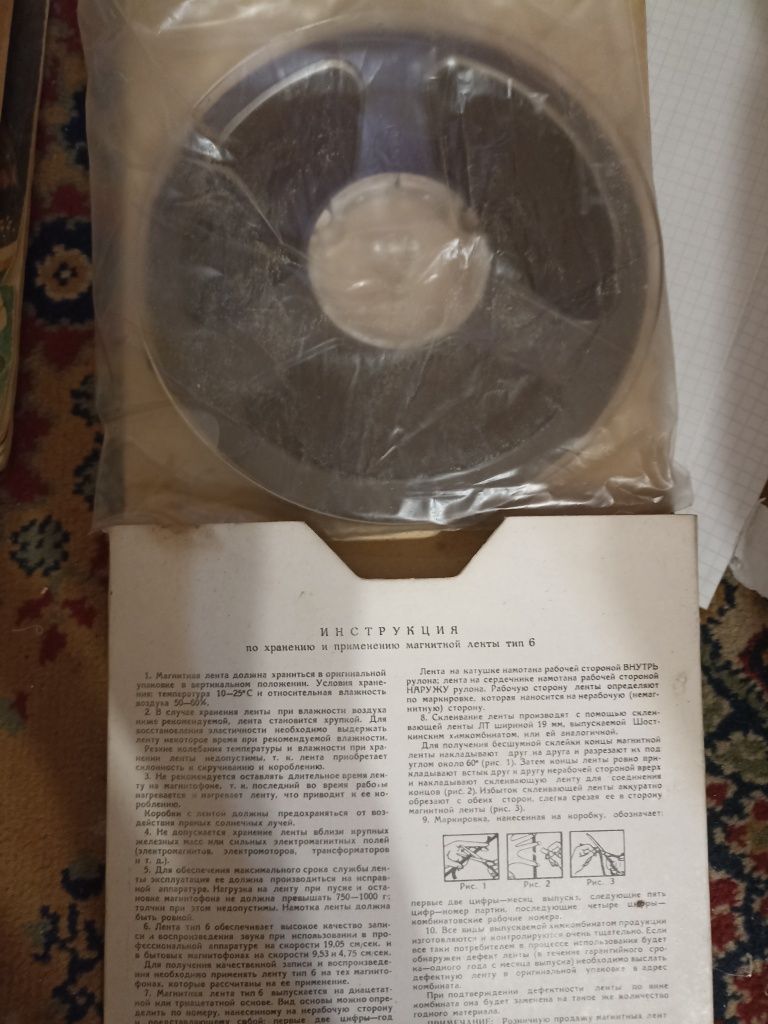 ИНСТРУКЦИЯ
по хранению и применению магнитной ленты тип 6
1. Магнитная лента должна храниться в оригинальной
упаковке в вертикальном положении. Условия хране-
ния: температура 10—25°С и относительная влажность
воздуха 50—60%.
2. В случае хранения ленты при влажности воздуха
ниже рекомендуемой, лента становится хрупкой. Для
восстановления эластичности необходимо выдержать
ленту некоторое время при рекомендуемой влажности.
Резкие колебания температуры и влажности при хра-
нении ленты недопустимы, т. к. лента приобретает
склонность к скручиванию и короблению.
3. Не рекомендуется оставлять длительное время лен-
ту на магнитофоне, т. к. последний во время работы
нагревается и нагревает ленту, что приводит к ее ко-
роблению.
Коробки с лентой должны предохраняться от воз-
действия прямых солнечных лучей.
4. Не допускается хранение ленты вблизи крупных
железных масс или сильных электромагнитных полей
(электромагнитов, электромоторов, трансформаторов
и т. д.).
5. Для обеспечения максимального срока службы лен-
ты эксплуатация ее должна производиться на исправ-
ной аппаратуре. Нагрузка на ленту при пуске и оста-
новке магнитофона не должна превышать 750—1000 г;
толчки при этом недопустимы. Намотка ленты должна
быть ровной.
6. Лента тип 6 обеспечивает высокое качество запи-
си и воспроизведения звука при использовании в про-
фессиональной аппаратуре на скорости 19,05 см/сек. и
в бытовых магнитофонах на скорости 9,53 и 4,75 см/сек.
Для получения качественной записи и воспроизведе-
ния необходимо применять ленту тип 6 на тех магнито-
фонах, которые рассчитаны на ее применение.
7. Магнитная лента тип 6 выпускается на диацетат-
ной или триацетатной основе. Вид основы можно опре-
делить по номеру, нанесенному на нерабочую сторону
и представляющему собой: первые две цифры—год
Лента на катушке намотана рабочей стороной ВНУТРЬ
рулона; лента на сердечнике намотана рабочей стороной
НАРУЖУ рулона. Рабочую сторону ленты определяют
по маркировке, которая наносится на нерабочую (немаг-
нитную) сторону.
8. Склеивание ленты производят с помощью склеи-
вающей ленты ЛТ шириной 19 мм, выпускаемой Шост-
кинским химкомбинатом, или ей аналогичной.
Для получения бесшумной склейки концы магнитной
ленты накладывают друг на друга и разрезают их под
углом около 60° (рис. 1). Затем концы ленты ровно при-
кладывают встык друг к другу нерабочей стороной вверх
и накладывают склеивающую ленту для соединения
концов (рис. 2). Избыток склеивающей ленты аккуратно
обрезают с обеих сторон, слегка срезая ее в сторону
магнитной ленты (рис. 3).
9. Маркировка, нанесенная на коробку, обозначает:
Рис. 1 Рис. 2 Рис. 3
первые две цифры—месяц выпуска, следующие пять
цифр—номер партии, последующие четыре цифры—
комбинатовские рабочие номера.
10. Все виды выпускаемой химкомбинатом продукции
изготовляются и контролируются очень тщательно. Если
все таки потребителем в процессе использования будет
обнаружен дефект ленты (в течение гарантийного сро-
ка—одного года с месяца выпуска) необходимо выслать
дефектную ленту в оригинальной упаковке в адрес
комбината.
При подтверждении дефектности ленты по вине
комбината она будет заменена на такое же количество
годного материала.
ПРИМЕЧАНИЕ: Розничную продажу магнитных лент